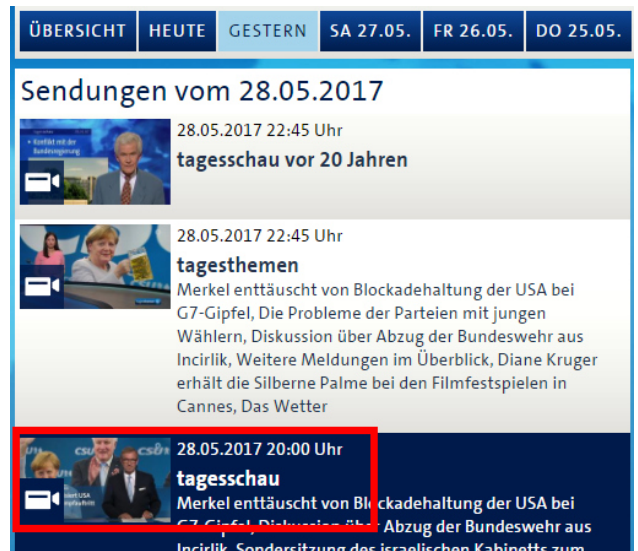 ÜBERSICHT HEUTE GESTERN SA 27.05. FR 26.05. DO 25.05.
Sendungen vom 28.05.2017
Konflikt mit der
Bundesregierung
28.05.2017 22:45 Uhr
tagesschau vor 20 Jahren
28.05.2017 22:45 Uhr
tagesthemen
Merkel enttäuscht von Blockadehaltung der USA bei
G7-Gipfel, Die Probleme der Parteien mit jungen
Wählern, Diskussion über Abzug der Bundeswehr aus
Incirlik, Weitere Meldungen im Überblick, Diane Kruger
erhält die Silberne Palme bei den Filmfestspielen in
Cannes, Das Wetter
28.05.2017 20:00 Uhr
tagesschau
Merkel enttäuscht von Blockadehaltung der USA bei
G7-Gipfel, Diskussion über Abzug der Bundeswehr aus
Incirlik, Sondersitzung des israelischen Kabinetts zum